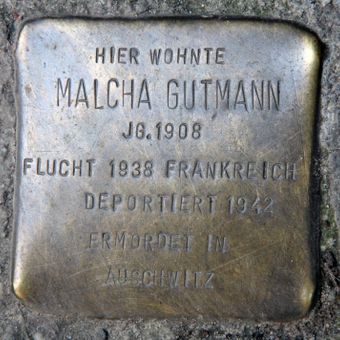 HIER WOHNTE
MALCHA GUTMANN
JG. 1908
FLUCHT 1938 FRANKREICH
DEPORTIERT 1942
ERMORDET IN
AUSCHWITZ